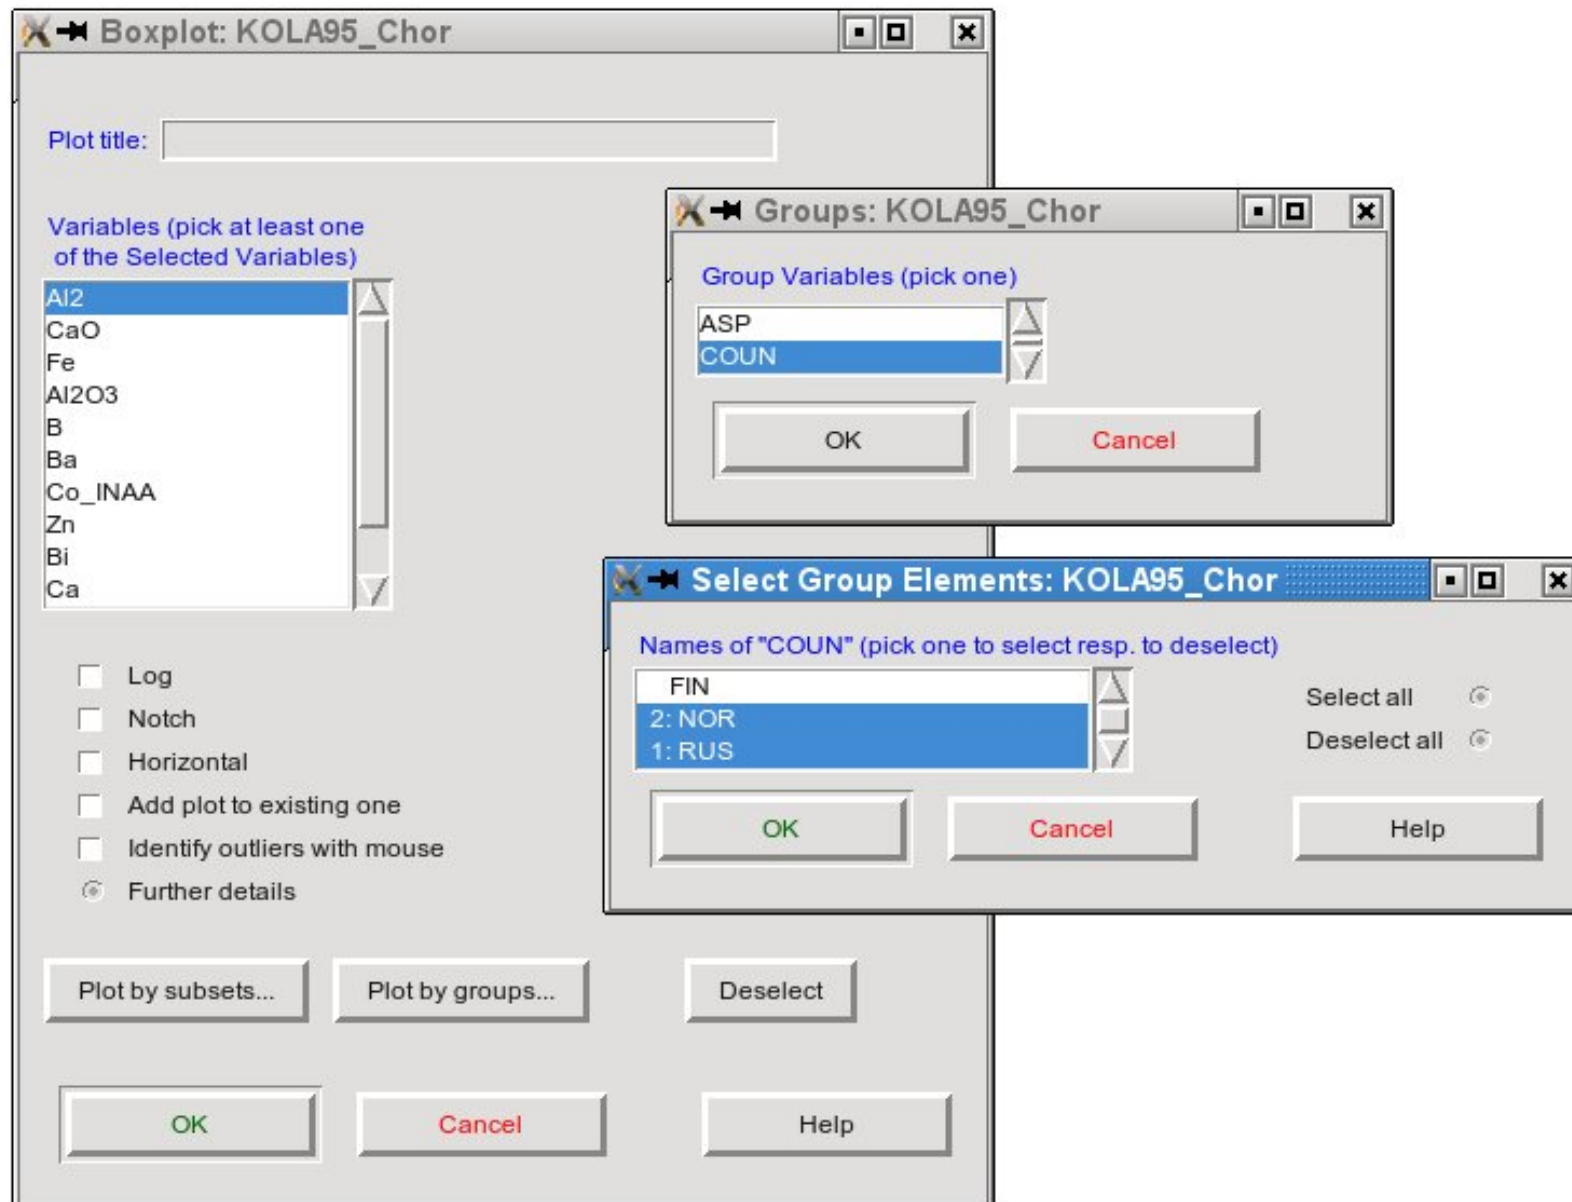 Boxplot: KOLA95_Chor
Plot title:
Variables (pick at least one
of the Selected Variables)
Al2
CaO
Fe
Al2O3
B
Ba
Co_INAA
Zn
Bi
Ca
Log
Notch
Horizontal
Add plot to existing one
Identify outliers with mouse
Further details
Plot by subsets...
Plot by groups...
Deselect
OK
Cancel
Help
Groups: KOLA95_Chor
Group Variables (pick one)
ASP
COUN
OK
Cancel
Select Group Elements: KOLA95_Chor
Names of "COUN" (pick one to select resp. to deselect)
FIN
2: NOR
1: RUS
Select all
Deselect all
OK
Cancel
Help